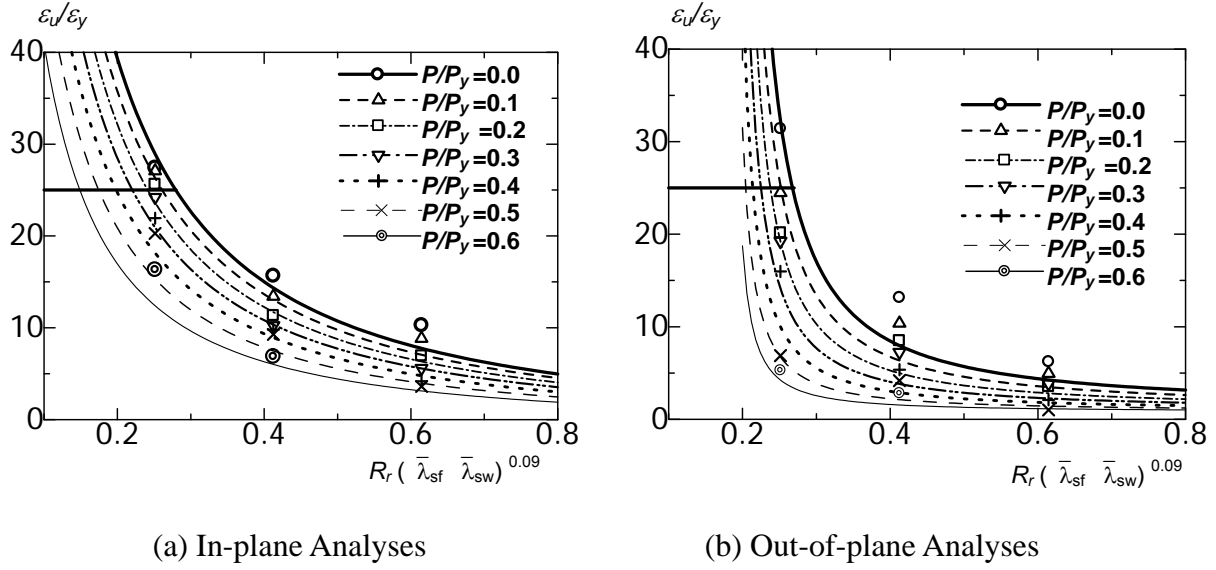 εu/εy
40
30
20
10
0
0.2
0.4
0.6
0.8
P/Py=0.0
P/Py=0.1
P/Py =0.2
P/Py=0.3
P/Py=0.4
P/Py=0.5
P/Py=0.6
Rr ( λ̄sf λ̄sw) 0.09
(a) In-plane Analyses
εu/εy
40
30
20
10
0
0.2
0.4
0.6
0.8
P/Py=0.0
P/Py=0.1
P/Py =0.2
P/Py=0.3
P/Py=0.4
P/Py=0.5
P/Py=0.6
Rr ( λ̄sf λ̄sw) 0.09
(b) Out-of-plane Analyses